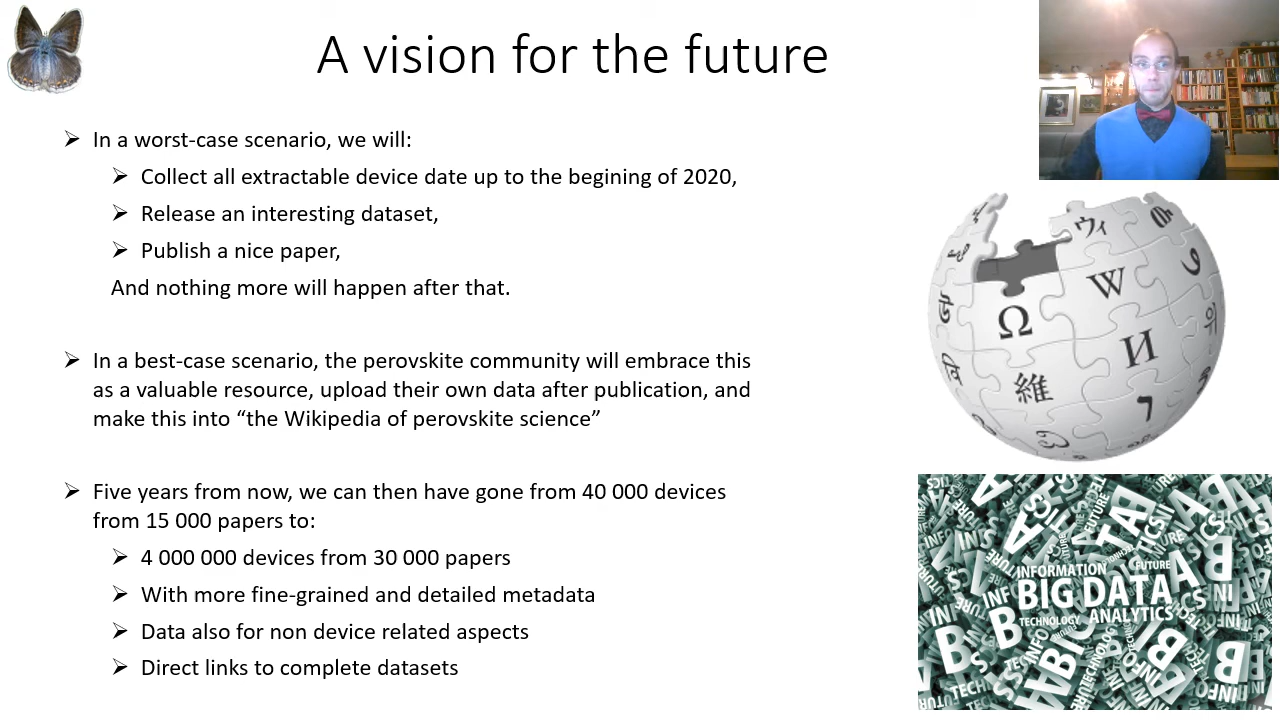 A vision for the future
In a worst-case scenario, we will:
Collect all extractable device date up to the begining of 2020,
Release an interesting dataset,
Publish a nice paper,
And nothing more will happen after that.
In a best-case scenario, the perovskite community will embrace this
as a valuable resource, upload their own data after publication, and
make this into “the Wikipedia of perovskite science”
Five years from now, we can then have gone from 40 000 devices
from 15 000 papers to:
4 000 000 devices from 30 000 papers
With more fine-grained and detailed metadata
Data also for non device related aspects
Direct links to complete datasets
ウィ
W
Ω
И
維
INFORMATION
FUTURE
BIG DATA
TECHNOLOGY
ANALYTICS